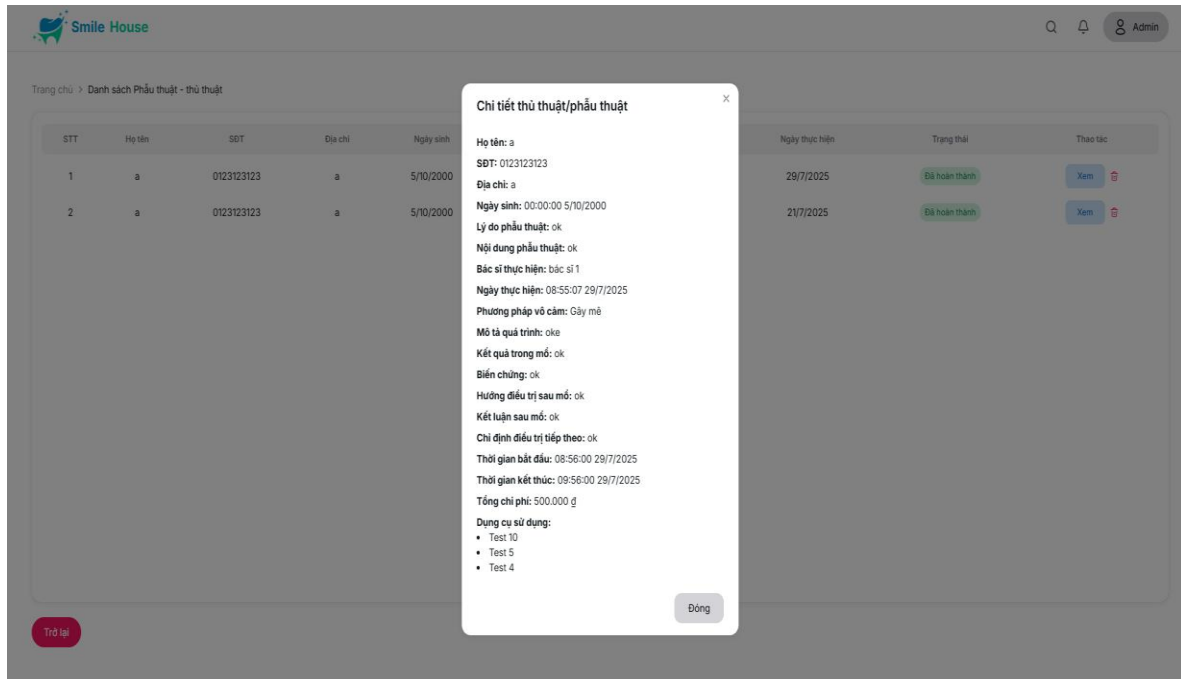 Smile House
Admin
Trang chủ > Danh sách Phẫu thuật - thủ thuật
STT Họ tên SĐT Địa chỉ Ngày sinh Ngày thực hiện Trạng thái Thao tác
1 a 0123123123 a 5/10/2000 29/7/2025 Đã hoàn thành Xem
2 a 0123123123 a 5/10/2000 21/7/2025 Đã hoàn thành Xem
Chi tiết thủ thuật/phẫu thuật
Họ tên: a
SĐT: 0123123123
Địa chỉ: a
Ngày sinh: 00:00:00 5/10/2000
Lý do phẫu thuật: ok
Nội dung phẫu thuật: ok
Bác sĩ thực hiện: bác sĩ 1
Ngày thực hiện: 08:55:07 29/7/2025
Phương pháp vô cảm: Gây mê
Mô tả quá trình: oke
Kết quả trong mổ: ok
Biến chứng: ok
Hướng điều trị sau mổ: ok
Kết luận sau mổ: ok
Chỉ định điều trị tiếp theo: ok
Thời gian bắt đầu: 08:56:00 29/7/2025
Thời gian kết thúc: 09:56:00 29/7/2025
Tổng chi phí: 500.000 ₫
Dụng cụ sử dụng:
• Test 10
• Test 5
• Test 4
Đóng
Trở lại